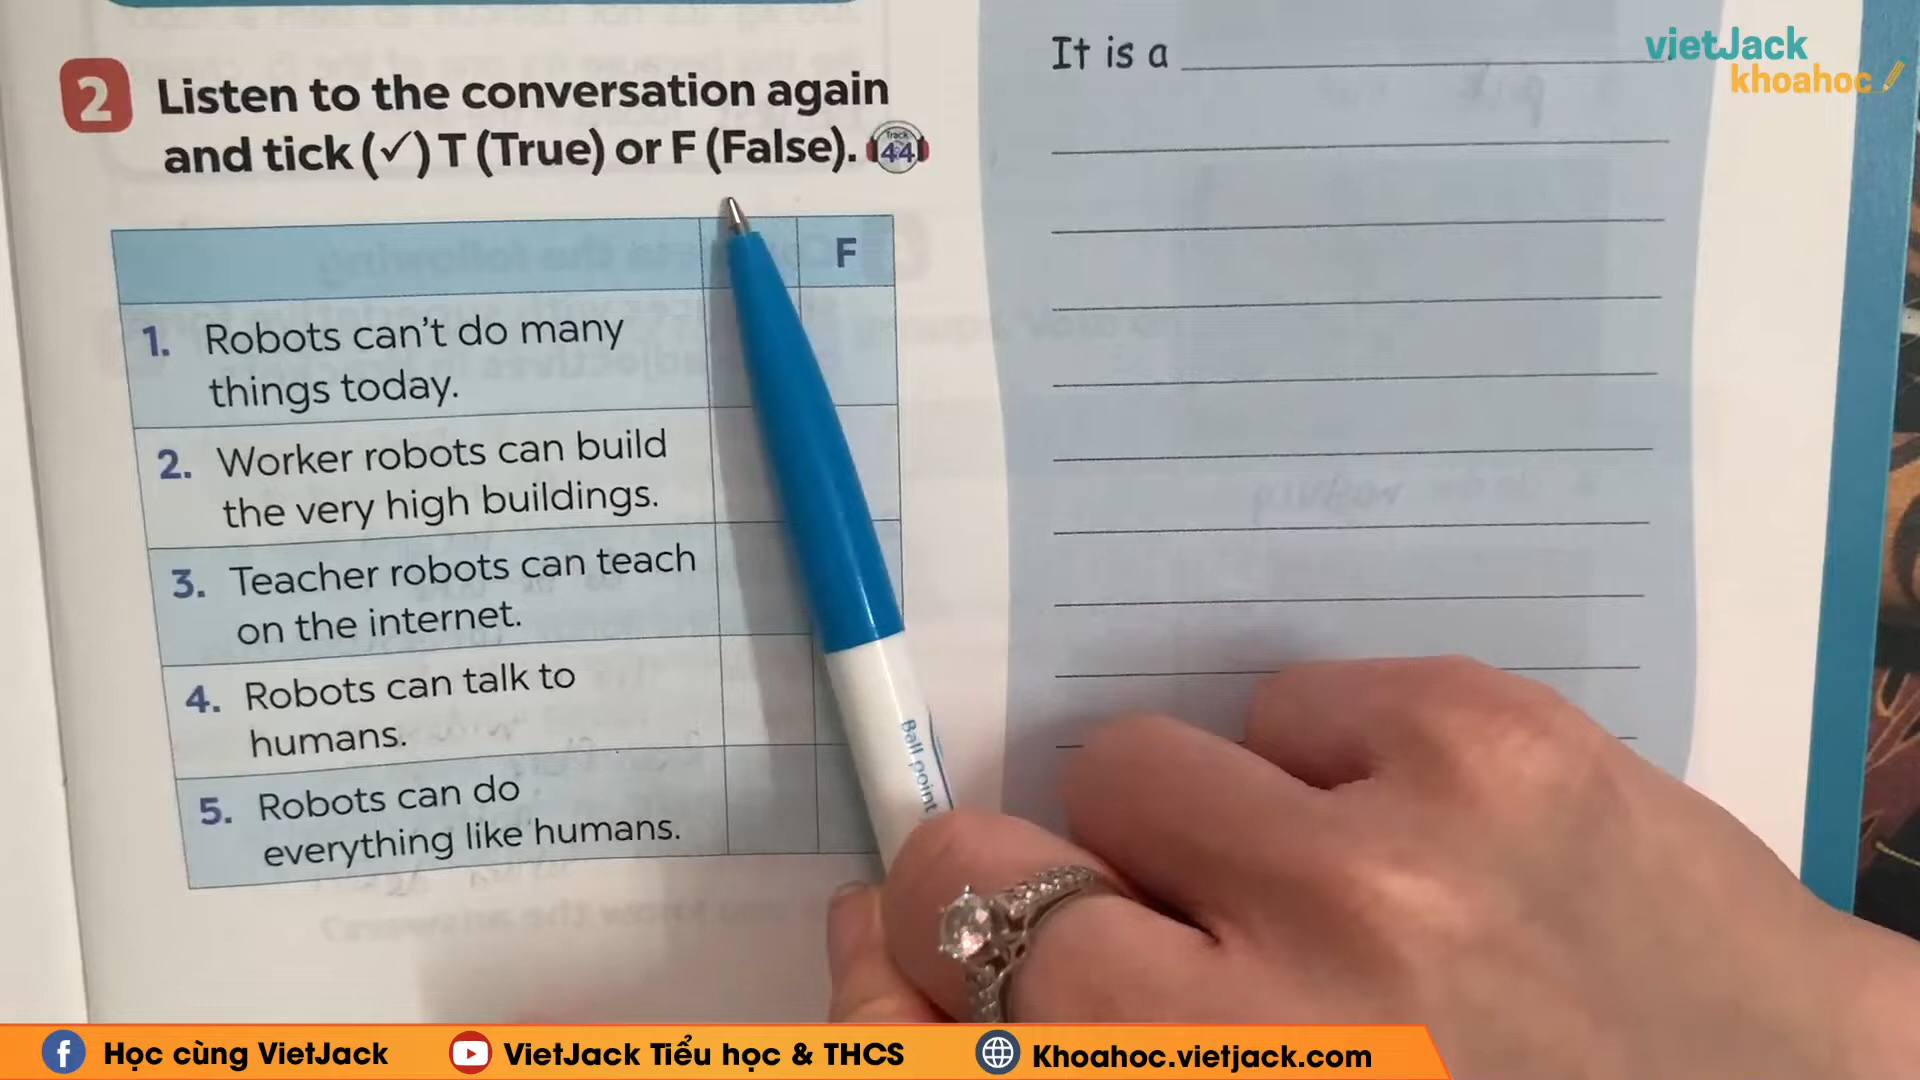 2 Listen to the conversation again
and tick (✓) T (True) or F (False). Track 44
F
1. Robots can't do many
things today.
2. Worker robots can build
the very high buildings.
3. Teacher robots can teach
on the internet.
4. Robots can talk to
humans.
5. Robots can do
everything like humans.
It is a
vietJack
khoahoc
Ball point
Học cùng VietJack
VietJack Tiểu học & THCS
Khoahoc.vietjack.com